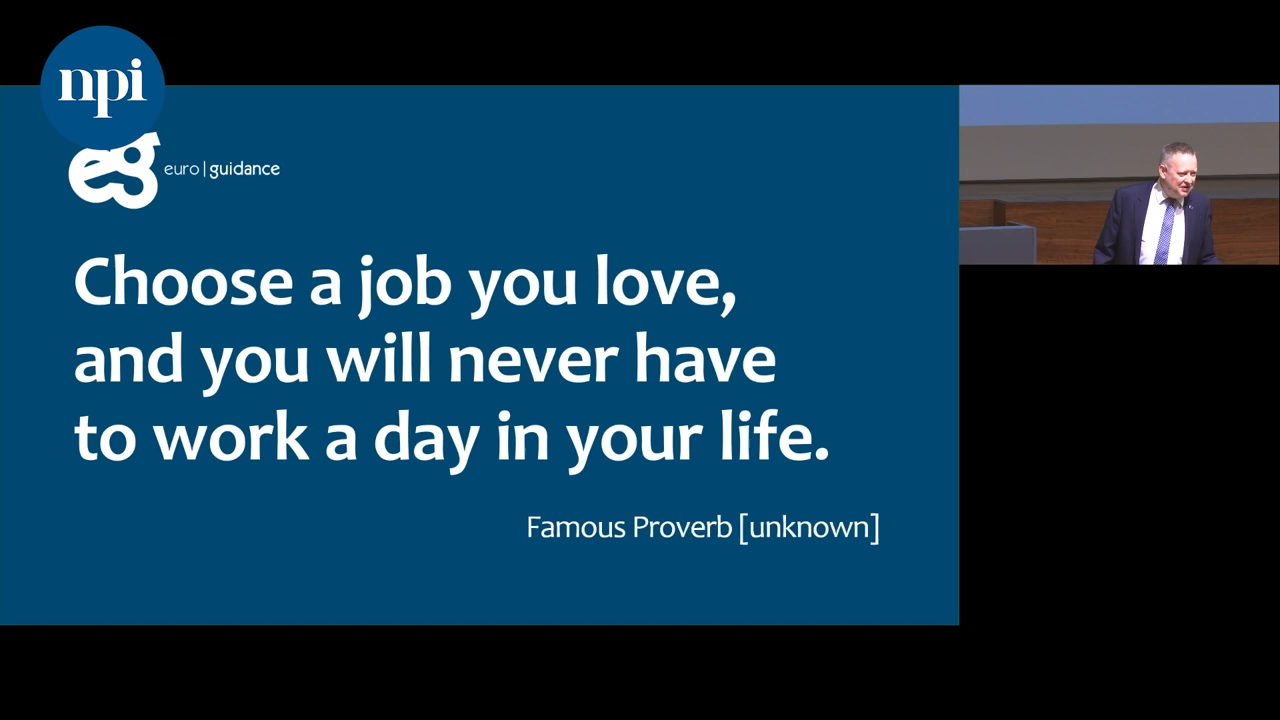 npi
eg euro|guidance
Choose a job you love,
and you will never have
to work a day in your life.
Famous Proverb [unknown]